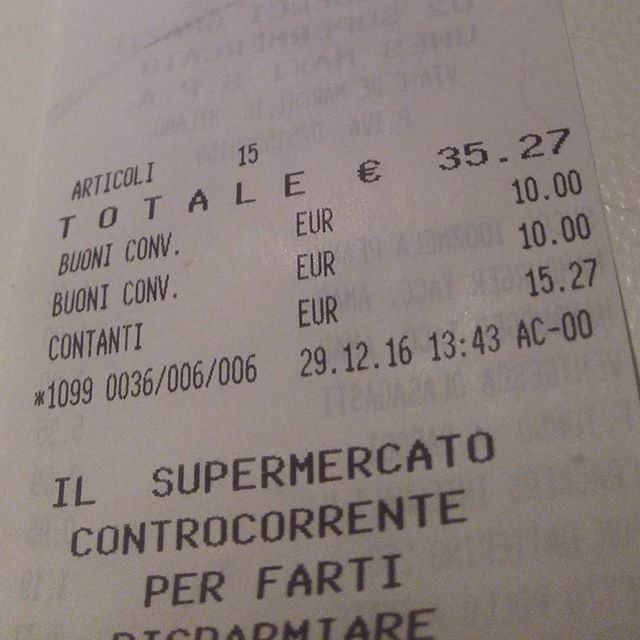 ARTICOLI 15
TOTALE € 35.27
BUONI CONV. EUR 10.00
BUONI CONV. EUR 10.00
CONTANTI EUR 15.27
*1099 0036/006/006 29.12.16 13:43 AC-00
IL SUPERMERCATO
CONTROCORRENTE
PER FARTI
RISPARMIARE